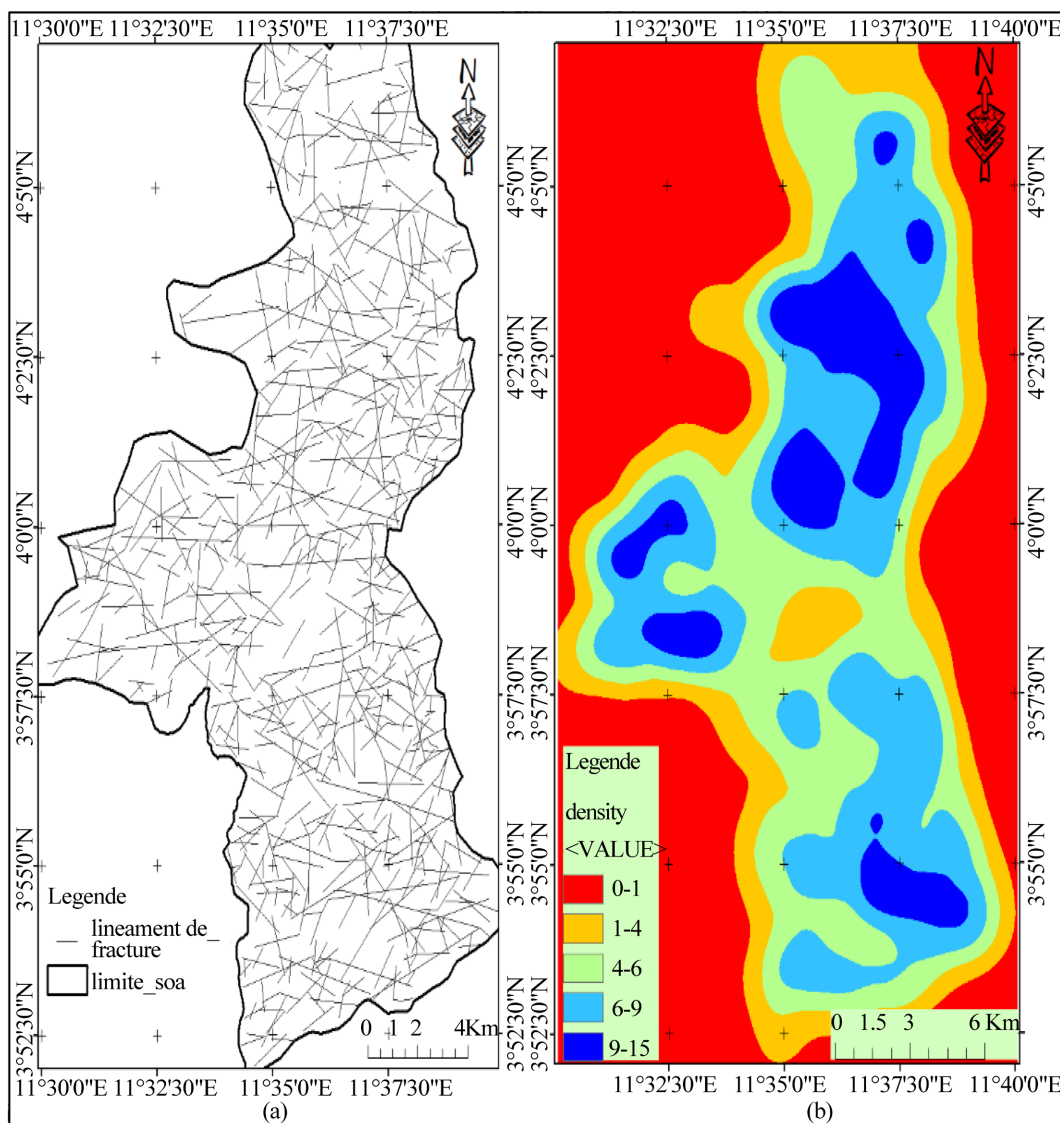 11°30'0"E 11°32'30"E 11°35'0"E 11°37'30"E
11°32'30"E 11°35'0"E 11°37'30"E 11°40'0"E
N
N
4°5'0"N
4°2'30"N
4°0'0"N
3°57'30"N
3°55'0"N
3°52'30"N
4°5'0"N
4°2'30"N
4°0'0"N
3°57'30"N
3°55'0"N
3°52'30"N
4°5'0"N
4°2'30"N
4°0'0"N
3°57'30"N
3°55'0"N
3°52'30"N
Legende
lineament de_
fracture
limite_soa
0 1 2 4Km
Legende
density
<VALUE>
0-1
1-4
4-6
6-9
9-15
0 1.5 3 6 Km
11°30'0"E 11°32'30"E 11°35'0"E 11°37'30"E
11°32'30"E 11°35'0"E 11°37'30"E 11°40'0"E
(a)
(b)